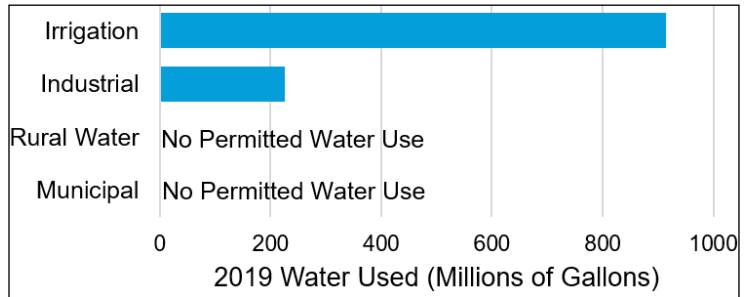 Irrigation
Industrial
Rural Water No Permitted Water Use
Municipal No Permitted Water Use
0 200 400 600 800 1000
2019 Water Used (Millions of Gallons)